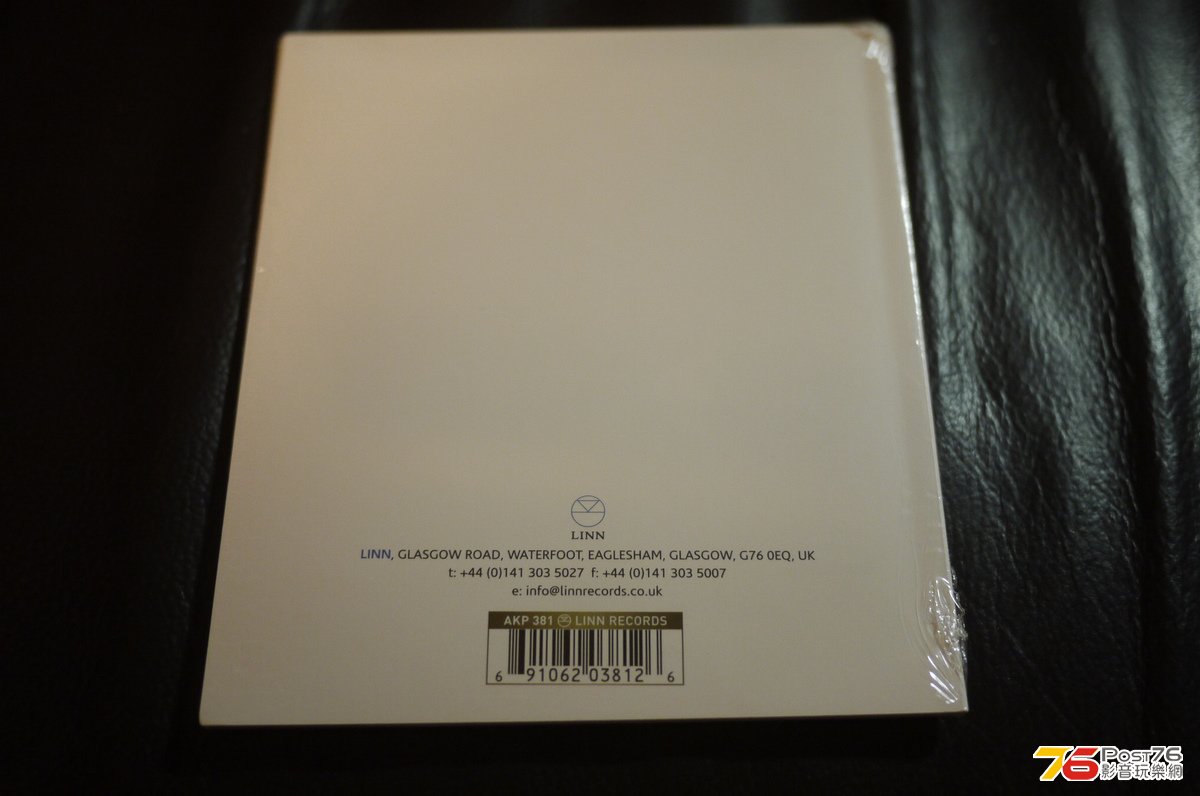 LINN
LINN, GLASGOW ROAD, WATERFOOT, EAGLESHAM, GLASGOW, G76 0EQ, UK
t: +44 (0)141 303 5027 f: +44 (0)141 303 5007
e: info@linnrecords.co.uk
AKP 381 LINN RECORDS
6 91062 03812 6
76 Post76
影音玩樂網